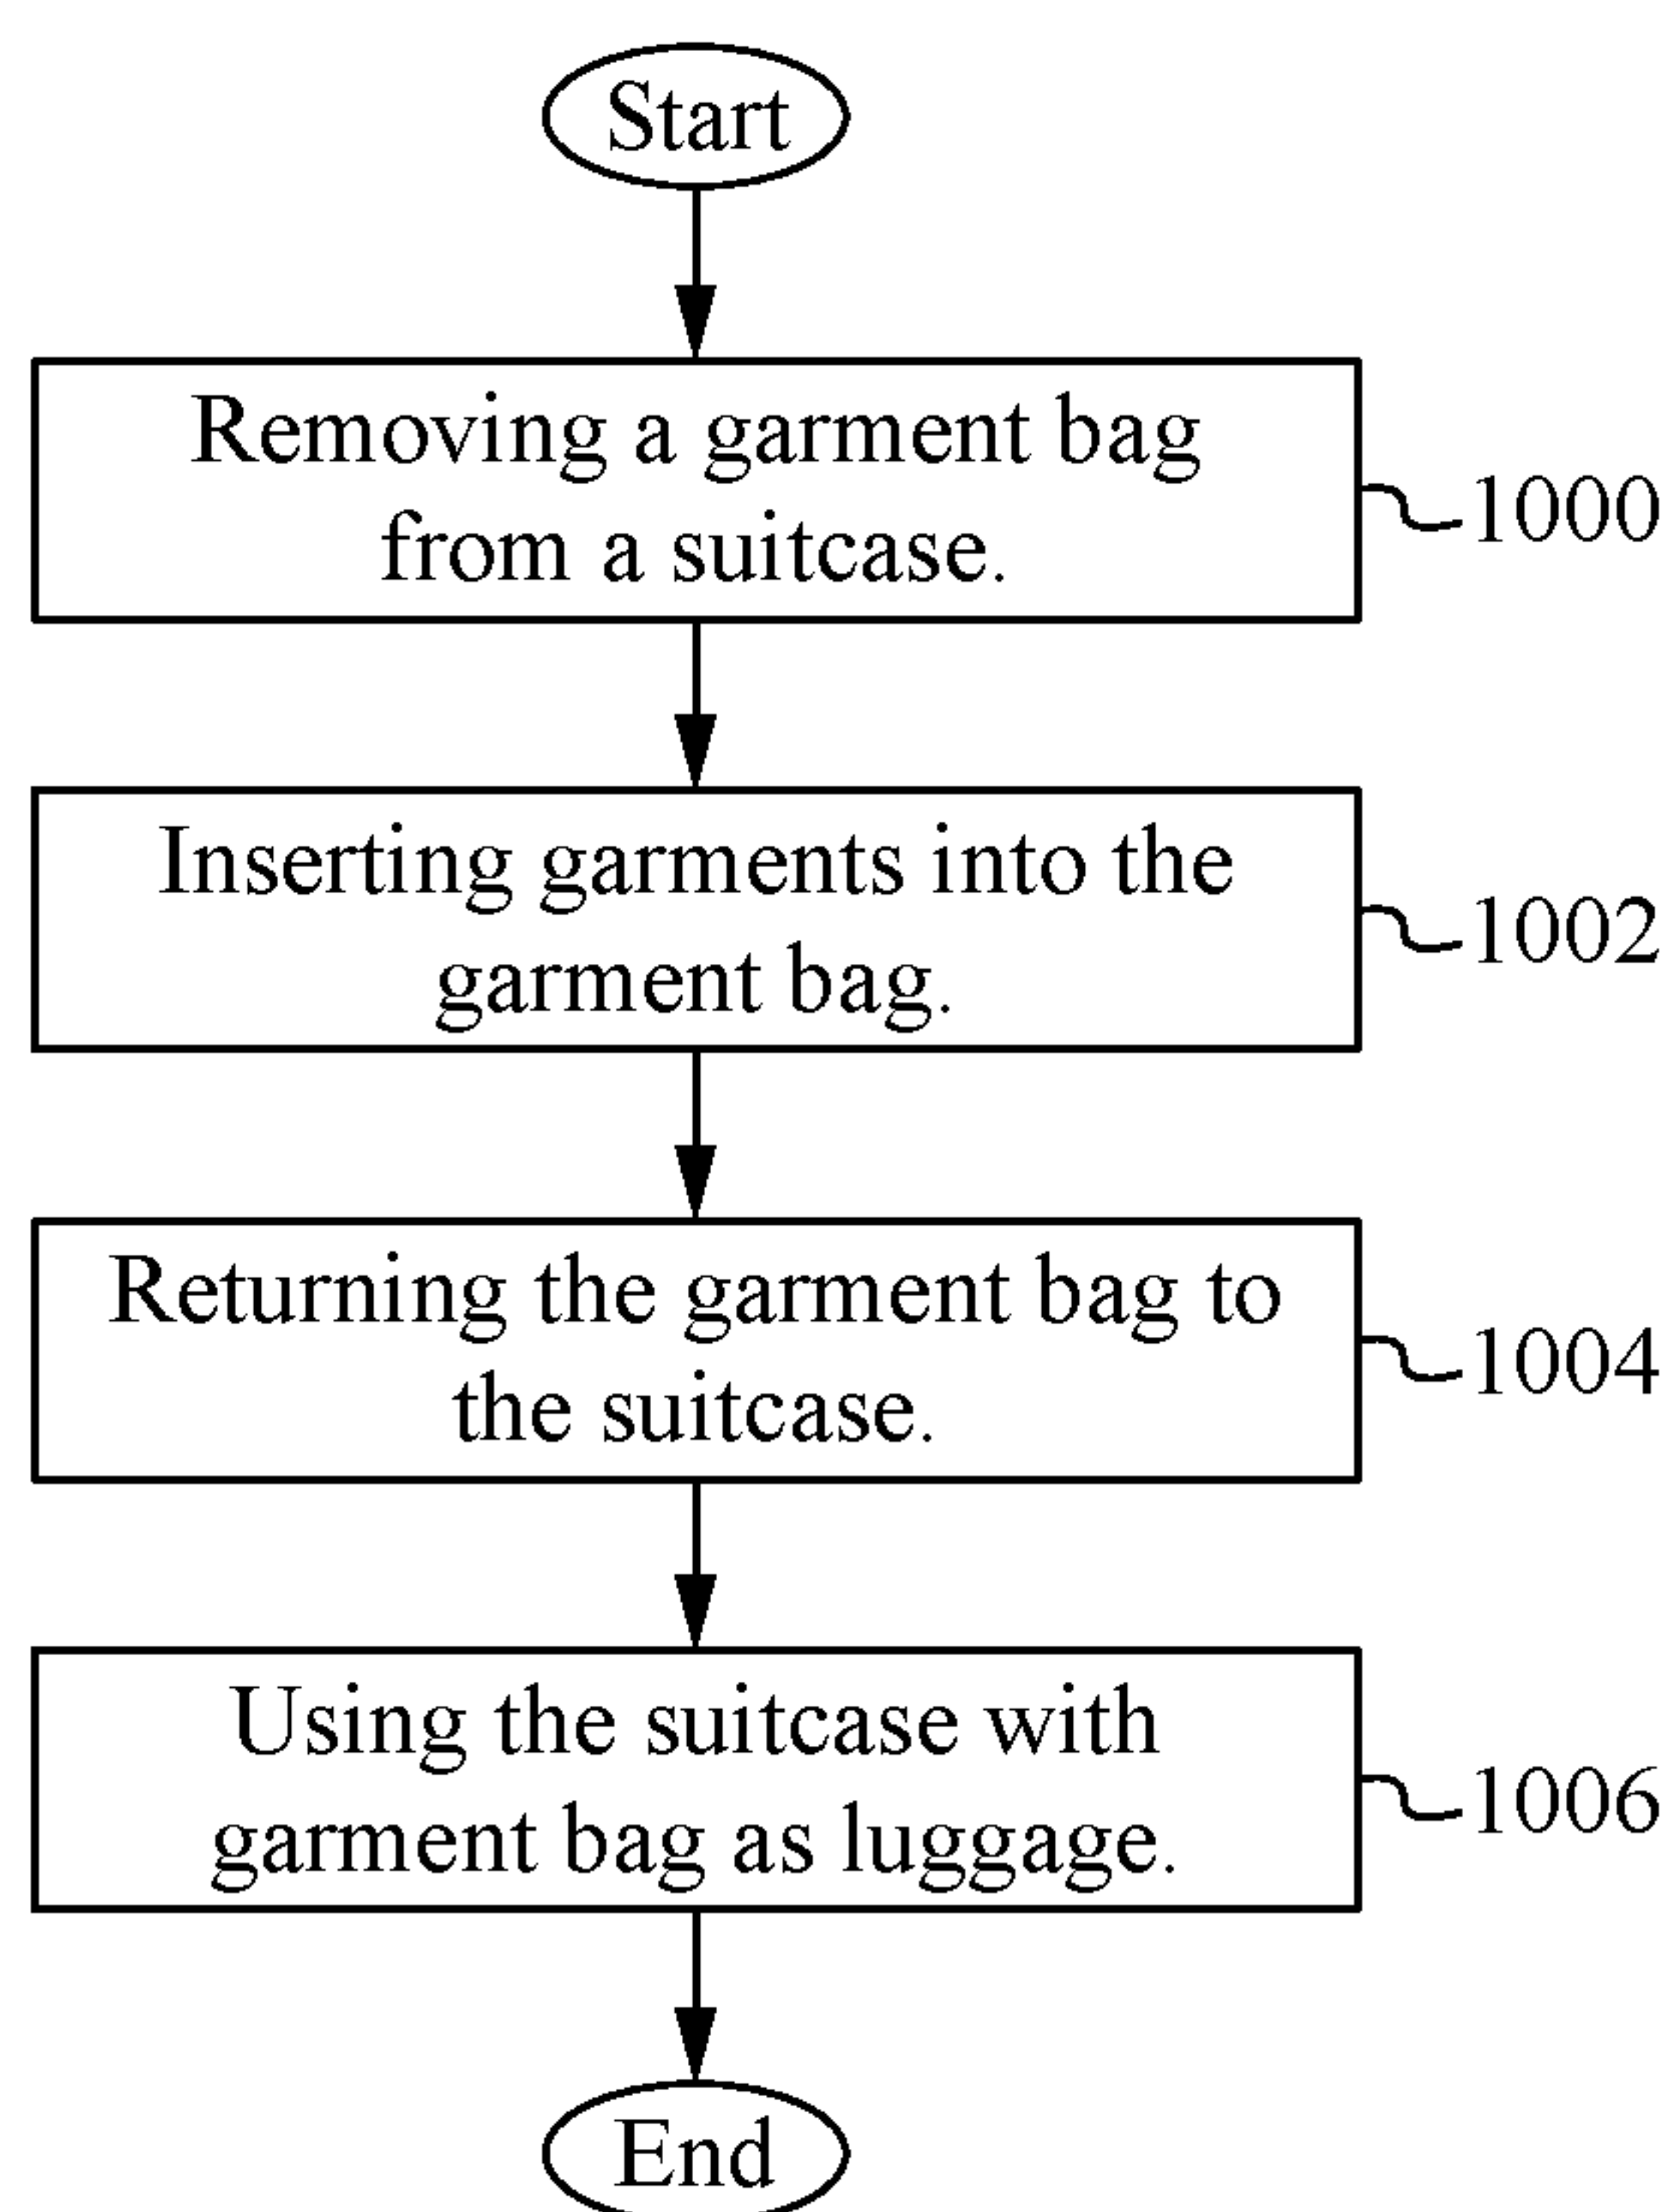 Start
Removing a garment bag
from a suitcase.
1000
Inserting garments into the
garment bag.
1002
Returning the garment bag to
the suitcase.
1004
Using the suitcase with
garment bag as luggage.
1006
End